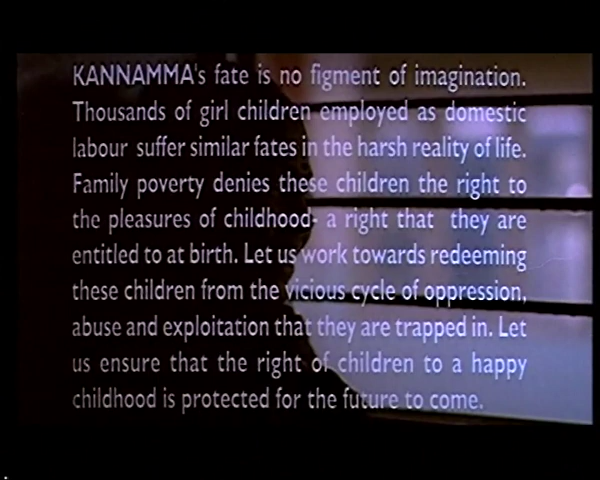 KANNAMMA's fate is no figment of imagination.
Thousands of girl children employed as domestic
labour suffer similar fates in the harsh reality of life.
Family poverty denies these children the right to
the pleasures of childhood- a right that they are
entitled to at birth. Let us work towards redeeming
these children from the vicious cycle of oppression,
abuse and exploitation that they are trapped in. Let
us ensure that the right of children to a happy
childhood is protected for the future to come.